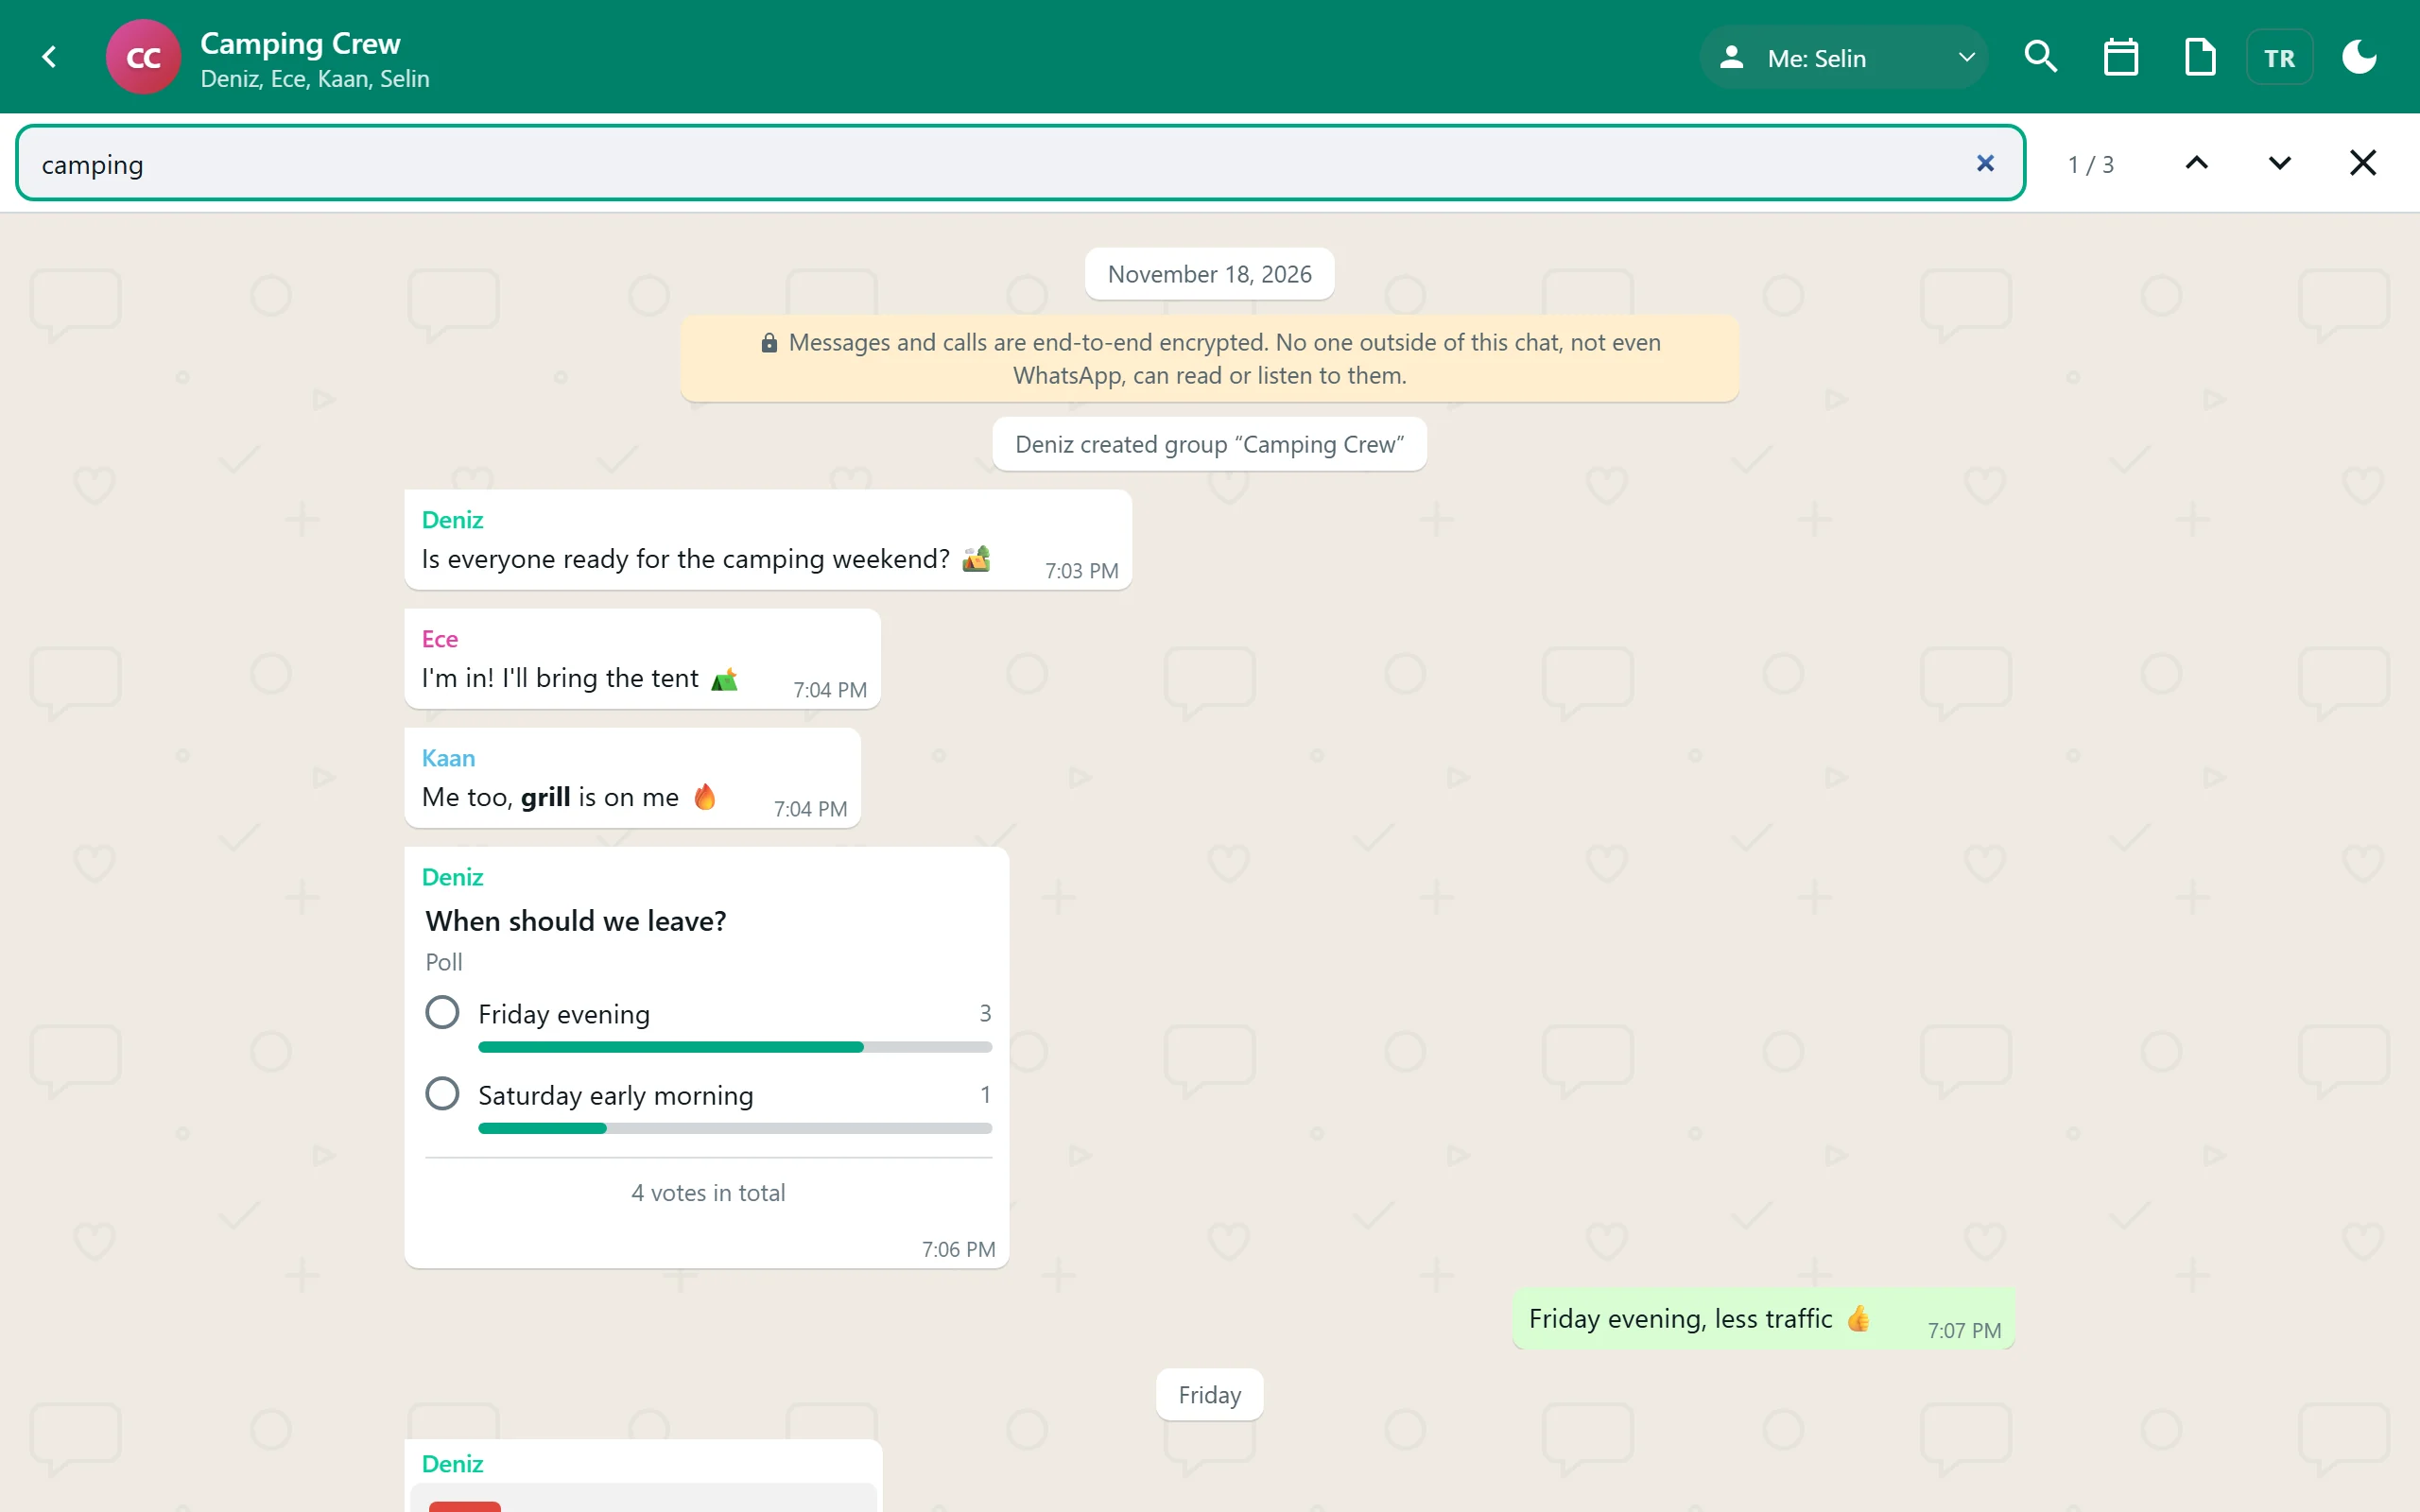 CC
Camping Crew
Deniz, Ece, Kaan, Selin
Me: Selin
TR
camping
1 / 3
November 18, 2026
Messages and calls are end-to-end encrypted. No one outside of this chat, not even
WhatsApp, can read or listen to them.
Deniz created group “Camping Crew”
Deniz
Is everyone ready for the camping weekend? 🏕️
7:03 PM
Ece
I'm in! I'll bring the tent ⛺
7:04 PM
Kaan
Me too, grill is on me 🔥
7:04 PM
Deniz
When should we leave?
Poll
Friday evening 3
Saturday early morning 1
4 votes in total
7:06 PM
Friday evening, less traffic 👍
7:07 PM
Friday
Deniz